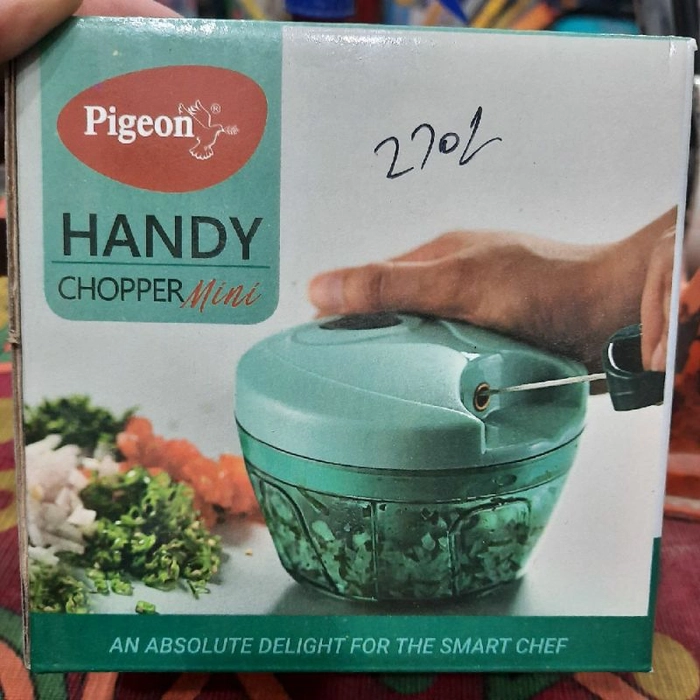 Pigeon®
270/-
HANDY
CHOPPER Mini
AN ABSOLUTE DELIGHT FOR THE SMART CHEF